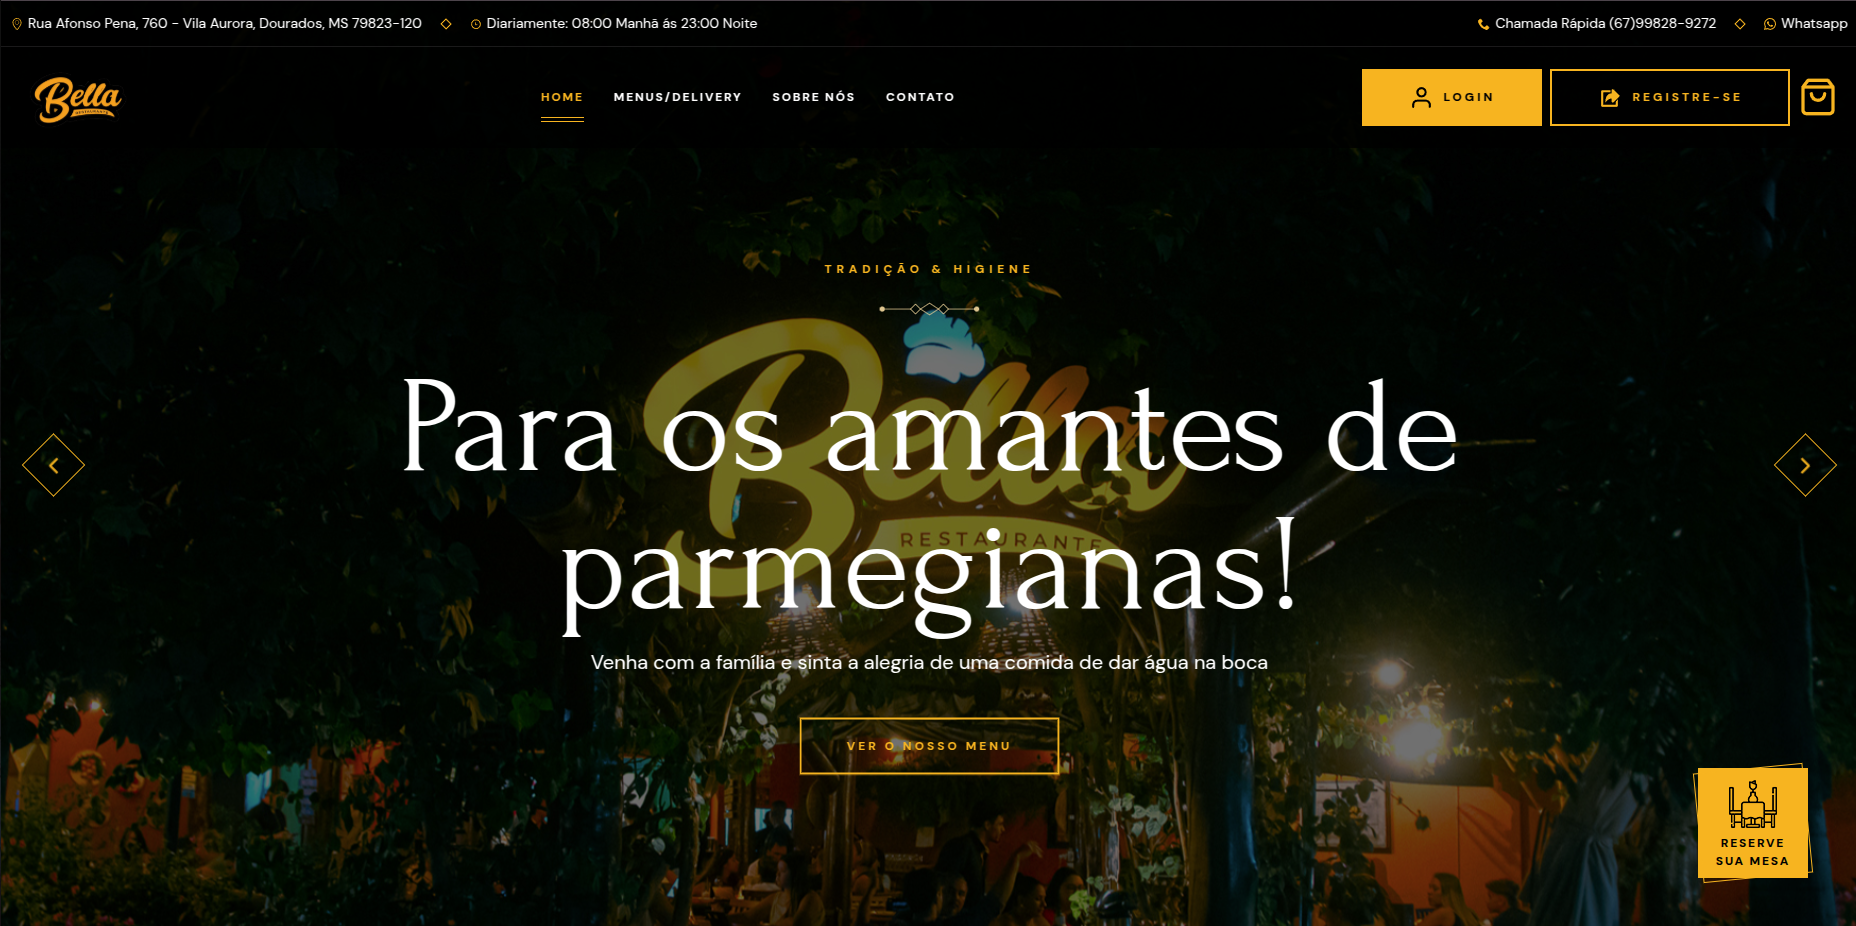 Rua Afonso Pena, 760 - Vila Aurora, Dourados, MS 79823-120
Diariamente: 08:00 Manhã ás 23:00 Noite
Chamada Rápida (67)99828-9272
Whatsapp
Bella
HOME
MENUS/DELIVERY
SOBRE NÓS
CONTATO
LOGIN
REGISTRE-SE
TRADIÇÃO & HIGIENE
Bella
RESTAURANTE
Para os amantes de
parmegianas!
Venha com a família e sinta a alegria de uma comida de dar água na boca
VER O NOSSO MENU
RESERVE
SUA MESA